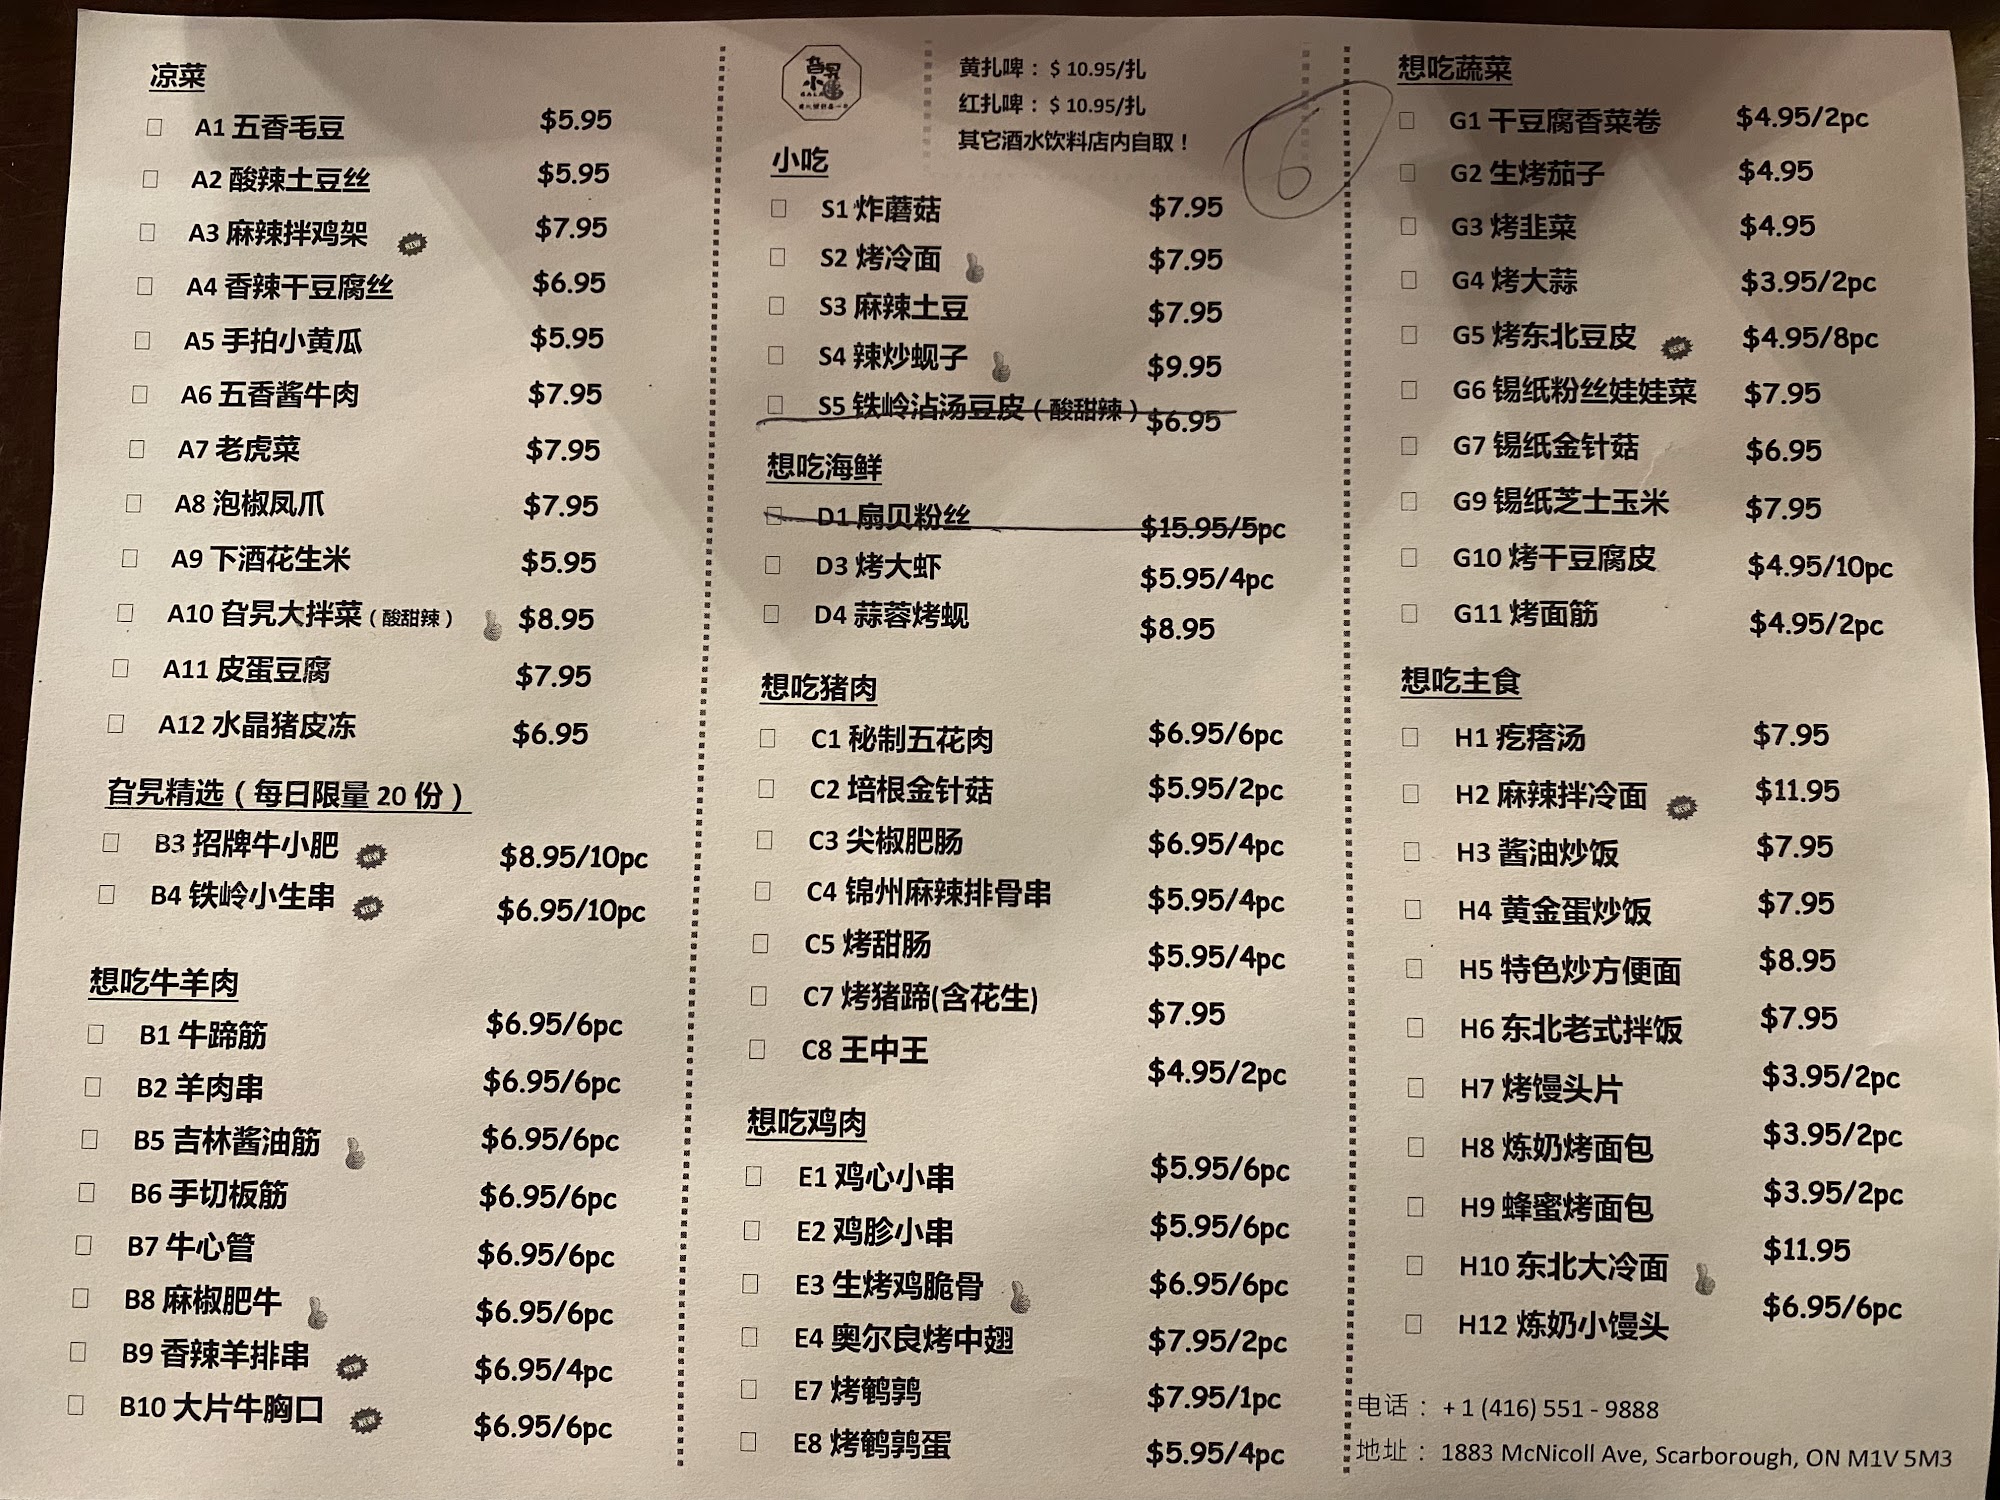 凉菜
A1 五香毛豆 $5.95
A2 酸辣土豆丝 $5.95
A3 麻辣拌鸡架 NEW $7.95
A4 香辣干豆腐丝 $6.95
A5 手拍小黄瓜 $5.95
A6 五香酱牛肉 $7.95
A7 老虎菜 $7.95
A8 泡椒凤爪 $7.95
A9 下酒花生米 $5.95
A10 旮旯大拌菜（酸甜辣） $8.95
A11 皮蛋豆腐 $7.95
A12 水晶猪皮冻 $6.95
旮旯精选（每日限量 20 份）
B3 招牌牛小肥 NEW $8.95/10pc
B4 铁岭小生串 NEW $6.95/10pc
想吃牛羊肉
B1 牛蹄筋 $6.95/6pc
B2 羊肉串 $6.95/6pc
B5 吉林酱油筋 $6.95/6pc
B6 手切板筋 $6.95/6pc
B7 牛心管 $6.95/6pc
B8 麻椒肥牛 $6.95/6pc
B9 香辣羊排串 NEW $6.95/4pc
B10 大片牛胸口 NEW $6.95/6pc
旮旯
小串
黄扎啤：$ 10.95/扎
红扎啤：$ 10.95/扎
其它酒水饮料店内自取！
6
小吃
S1 炸蘑菇 $7.95
S2 烤冷面 $7.95
S3 麻辣土豆 $7.95
S4 辣炒蚬子 $9.95
S5 铁岭沾汤豆皮（酸甜辣） $6.95
想吃海鲜
D1 扇贝粉丝 $15.95/5pc
D3 烤大虾 $5.95/4pc
D4 蒜蓉烤蚬 $8.95
想吃猪肉
C1 秘制五花肉 $6.95/6pc
C2 培根金针菇 $5.95/2pc
C3 尖椒肥肠 $6.95/4pc
C4 锦州麻辣排骨串 $5.95/4pc
C5 烤甜肠 $5.95/4pc
C7 烤猪蹄(含花生) $7.95
C8 王中王 $4.95/2pc
想吃鸡肉
E1 鸡心小串 $5.95/6pc
E2 鸡胗小串 $5.95/6pc
E3 生烤鸡脆骨 $6.95/6pc
E4 奥尔良烤中翅 $7.95/2pc
E7 烤鹌鹑 $7.95/1pc
E8 烤鹌鹑蛋 $5.95/4pc
想吃蔬菜
G1 干豆腐香菜卷 $4.95/2pc
G2 生烤茄子 $4.95
G3 烤韭菜 $4.95
G4 烤大蒜 $3.95/2pc
G5 烤东北豆皮 NEW $4.95/8pc
G6 锡纸粉丝娃娃菜 $7.95
G7 锡纸金针菇 $6.95
G9 锡纸芝士玉米 $7.95
G10 烤干豆腐皮 $4.95/10pc
G11 烤面筋 $4.95/2pc
想吃主食
H1 疙瘩汤 $7.95
H2 麻辣拌冷面 NEW $11.95
H3 酱油炒饭 $7.95
H4 黄金蛋炒饭 $7.95
H5 特色炒方便面 $8.95
H6 东北老式拌饭 $7.95
H7 烤馒头片 $3.95/2pc
H8 炼奶烤面包 $3.95/2pc
H9 蜂蜜烤面包 $3.95/2pc
H10 东北大冷面 $11.95
H12 炼奶小馒头 $6.95/6pc
电话： + 1 (416) 551 - 9888
地址： 1883 McNicoll Ave, Scarborough, ON M1V 5M3